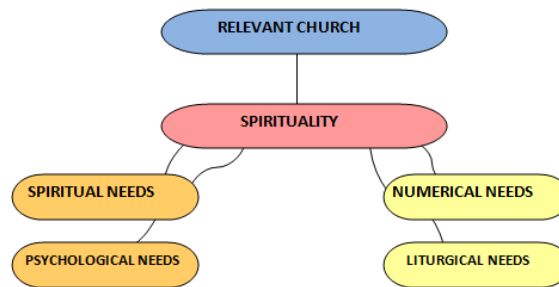 RELEVANT CHURCH
SPIRITUALITY
SPIRITUAL NEEDS
NUMERICAL NEEDS
PSYCHOLOGICAL NEEDS
LITURGICAL NEEDS